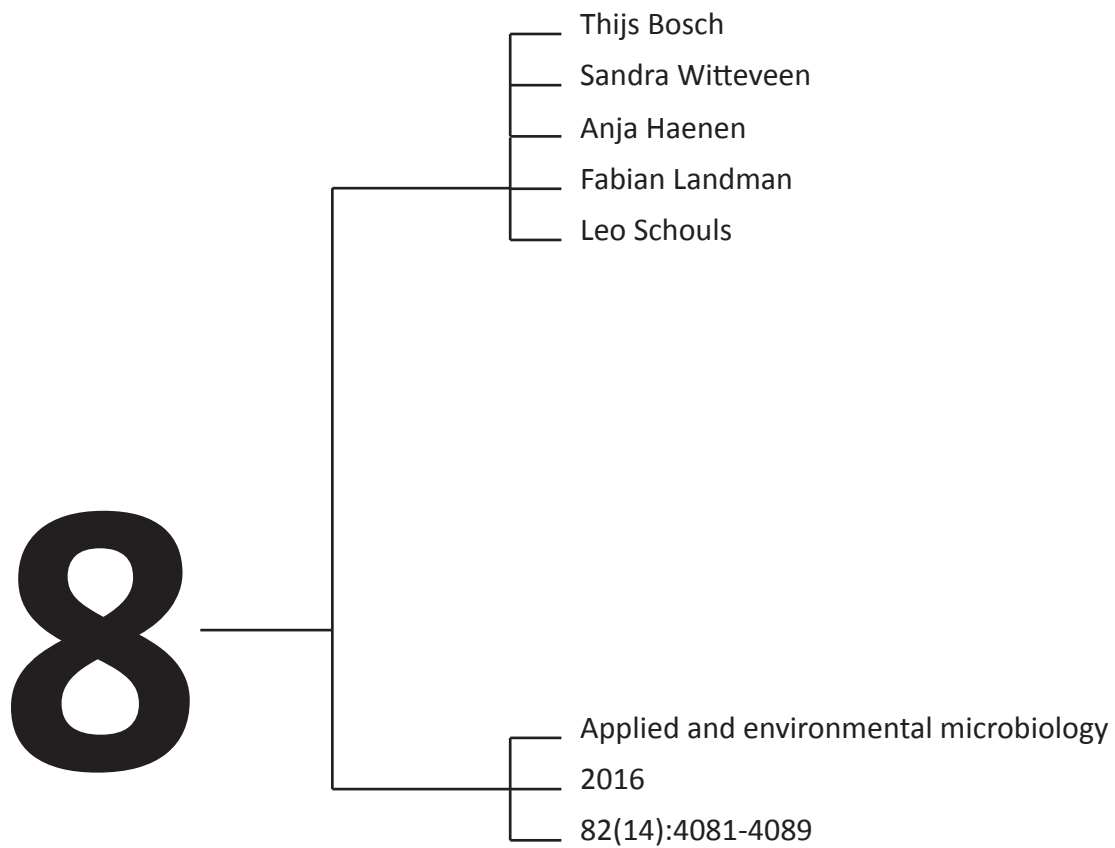 Thijs Bosch
Sandra Witteveen
Anja Haenen
Fabian Landman
Leo Schouls
8
Applied and environmental microbiology
2016
82(14):4081-4089